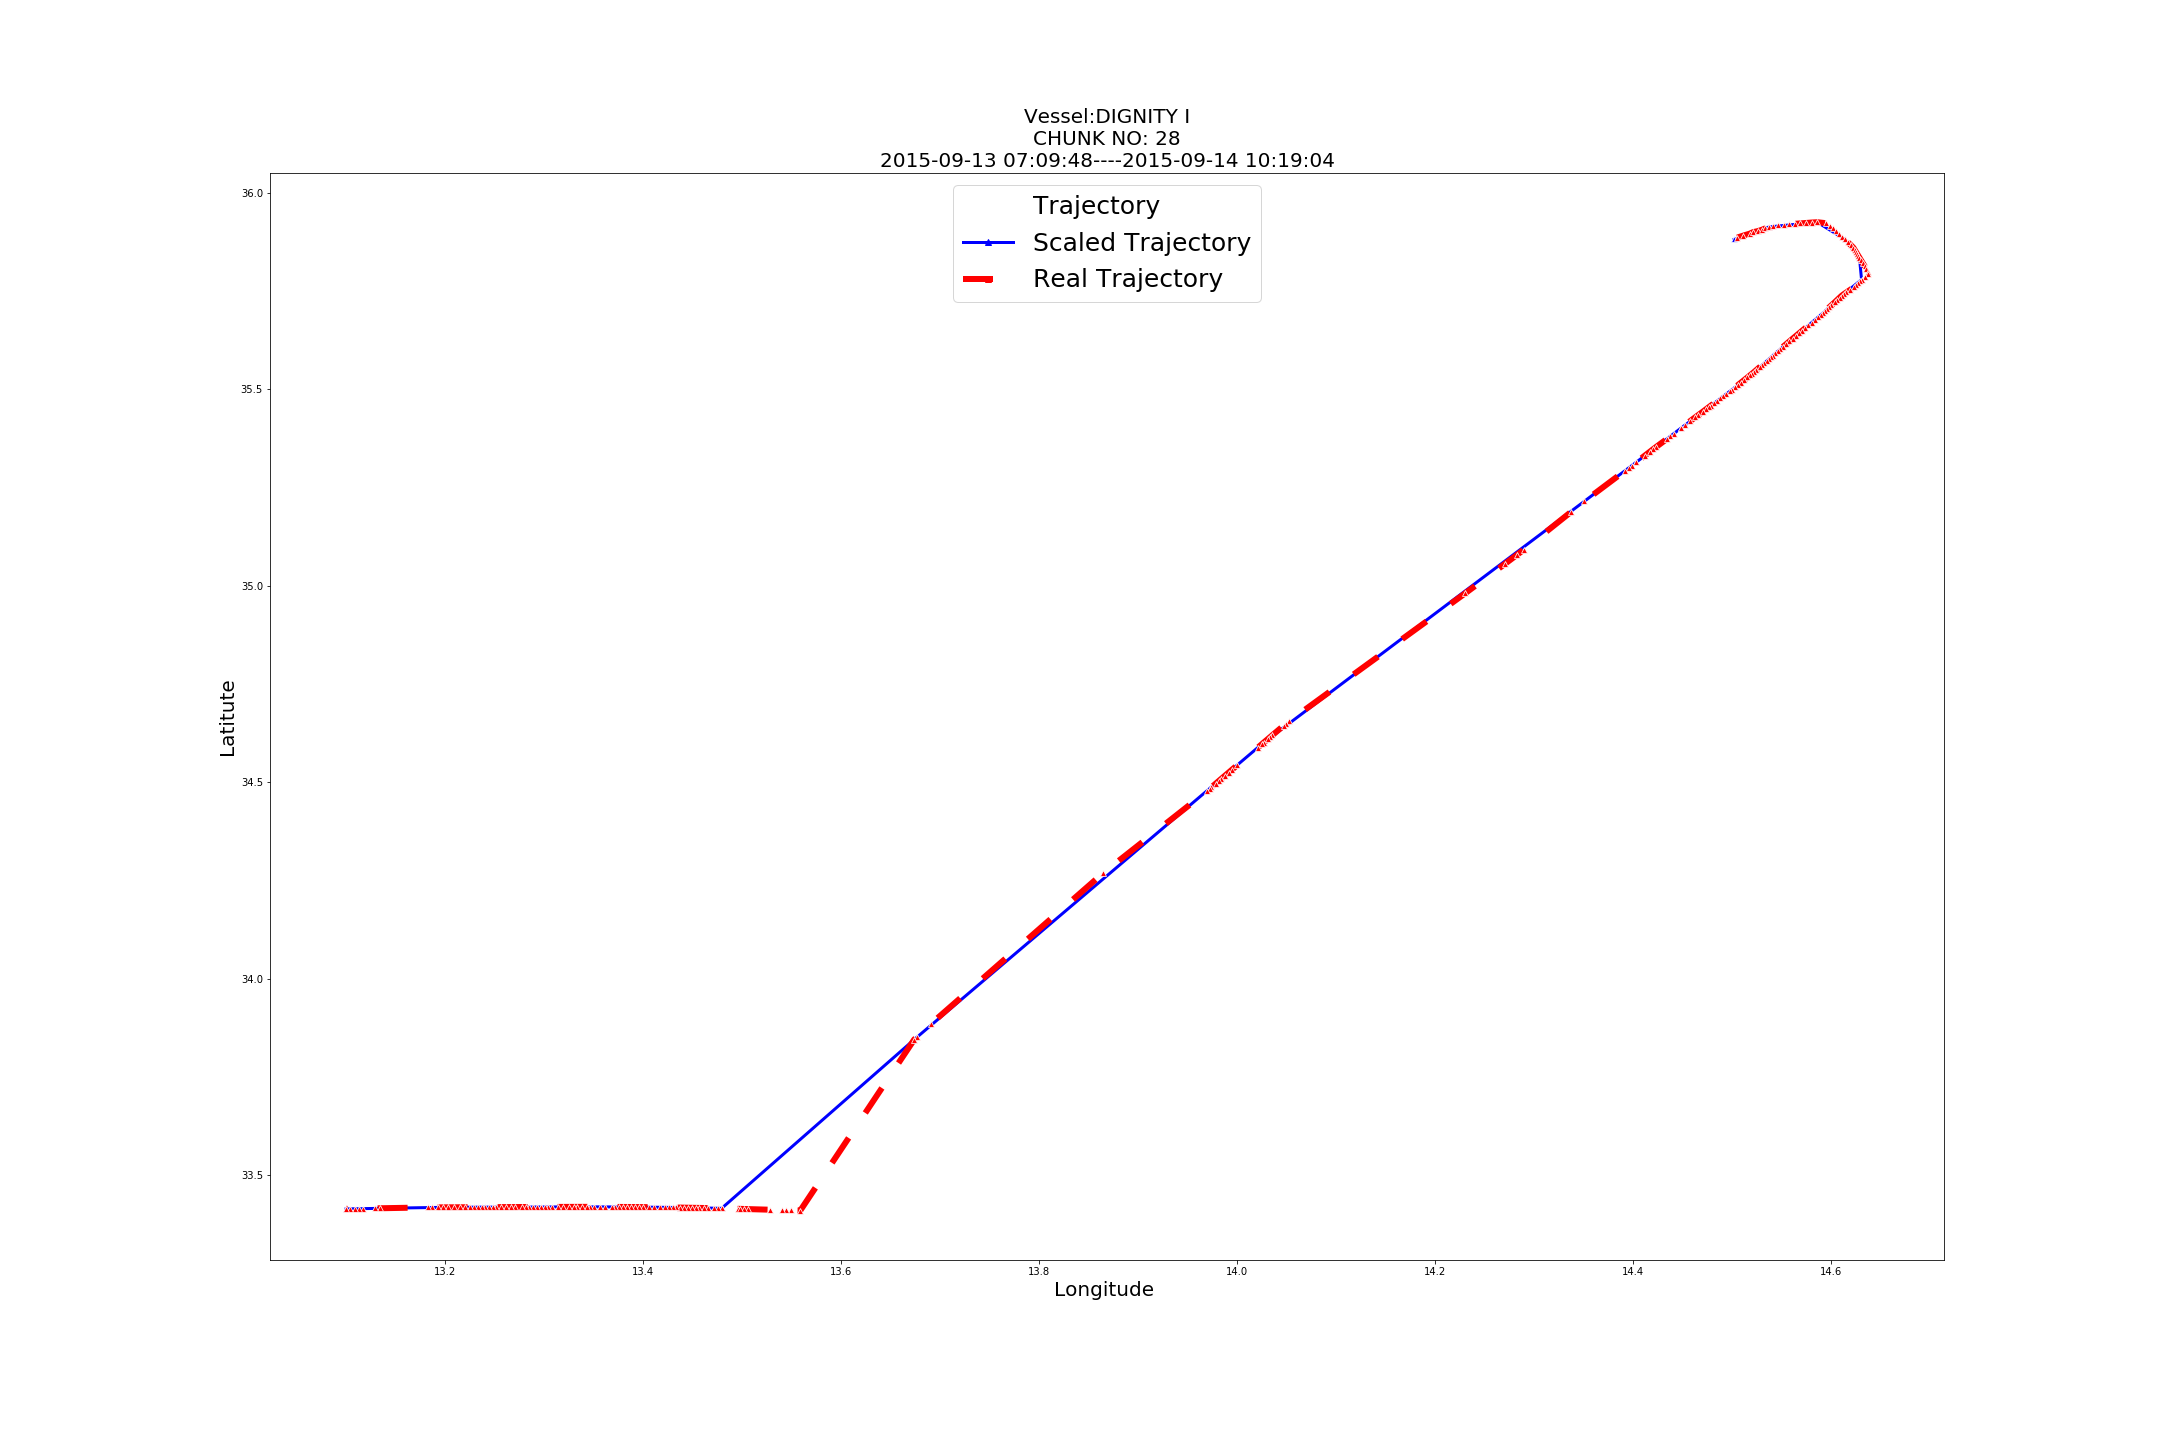 Vessel:DIGNITY I
CHUNK NO: 28
2015-09-13 07:09:48----2015-09-14 10:19:04
Trajectory
Scaled Trajectory
Real Trajectory
36.0
35.5
35.0
34.5
34.0
33.5
Latitute
13.2 13.4 13.6 13.8 14.0 14.2 14.4 14.6
Longitude